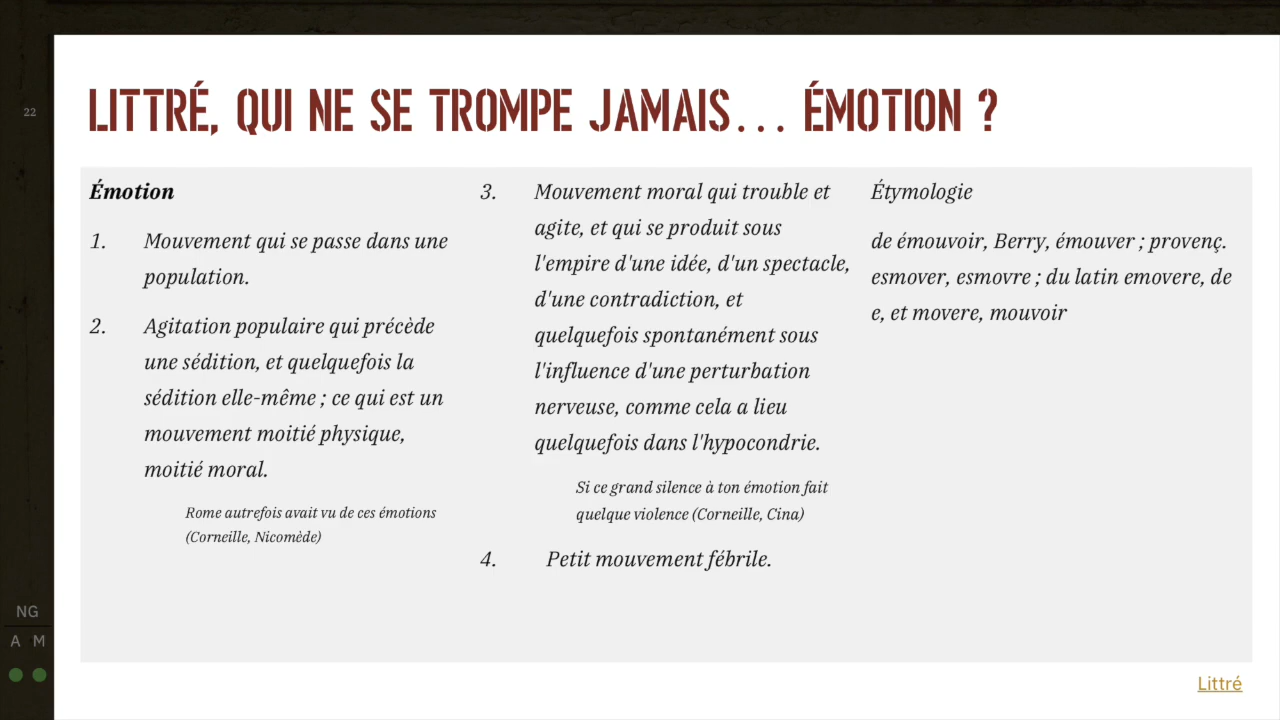 22
LITTRÉ, QUI NE SE TROMPE JAMAIS... ÉMOTION ?
Émotion
1. Mouvement qui se passe dans une
population.
2. Agitation populaire qui précède
une sédition, et quelquefois la
sédition elle-même ; ce qui est un
mouvement moitié physique,
moitié moral.
Rome autrefois avait vu de ces émotions
(Corneille, Nicomède)
3. Mouvement moral qui trouble et
agite, et qui se produit sous
l'empire d'une idée, d'un spectacle,
d'une contradiction, et
quelquefois spontanément sous
l'influence d'une perturbation
nerveuse, comme cela a lieu
quelquefois dans l'hypocondrie.
Si ce grand silence à ton émotion fait
quelque violence (Corneille, Cina)
4. Petit mouvement fébrile.
Étymologie
de émouvoir, Berry, émouver ; provenç.
esmover, esmovre ; du latin emovere, de
e, et movere, mouvoir
NG
A M
Littré